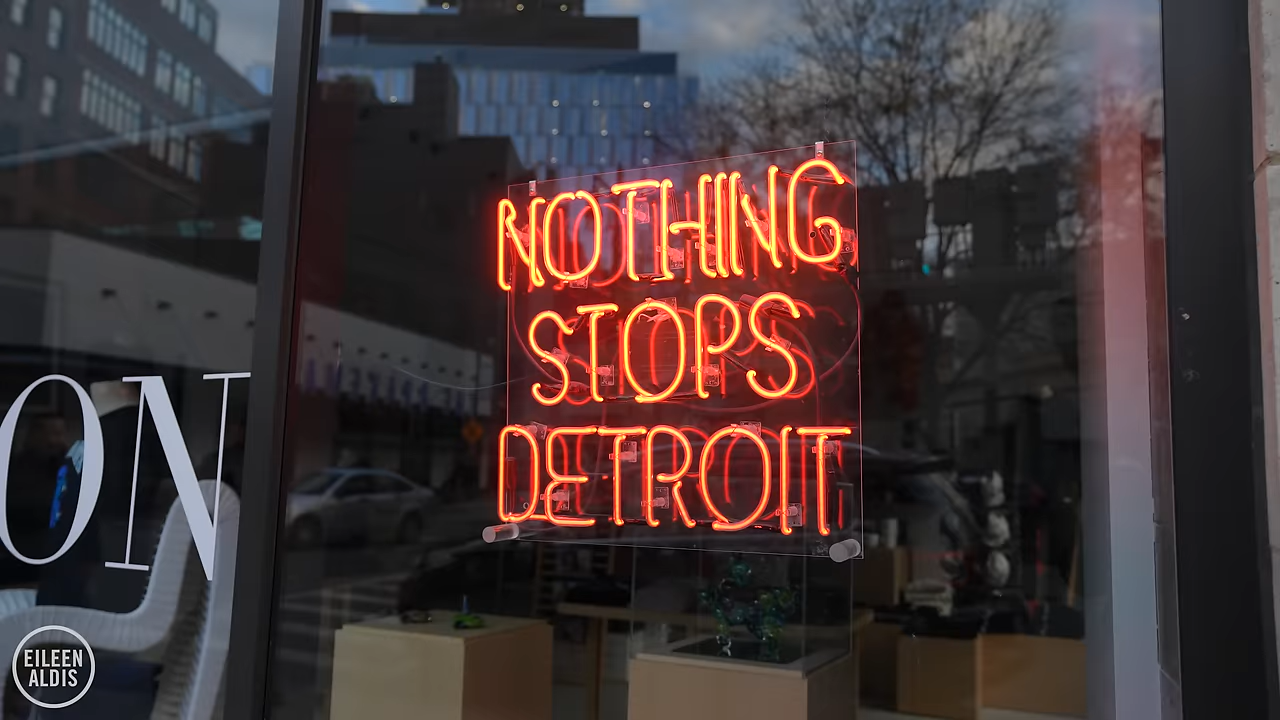 NOTHING
STOPS
DETROIT
ON
EILEEN
ALDIS